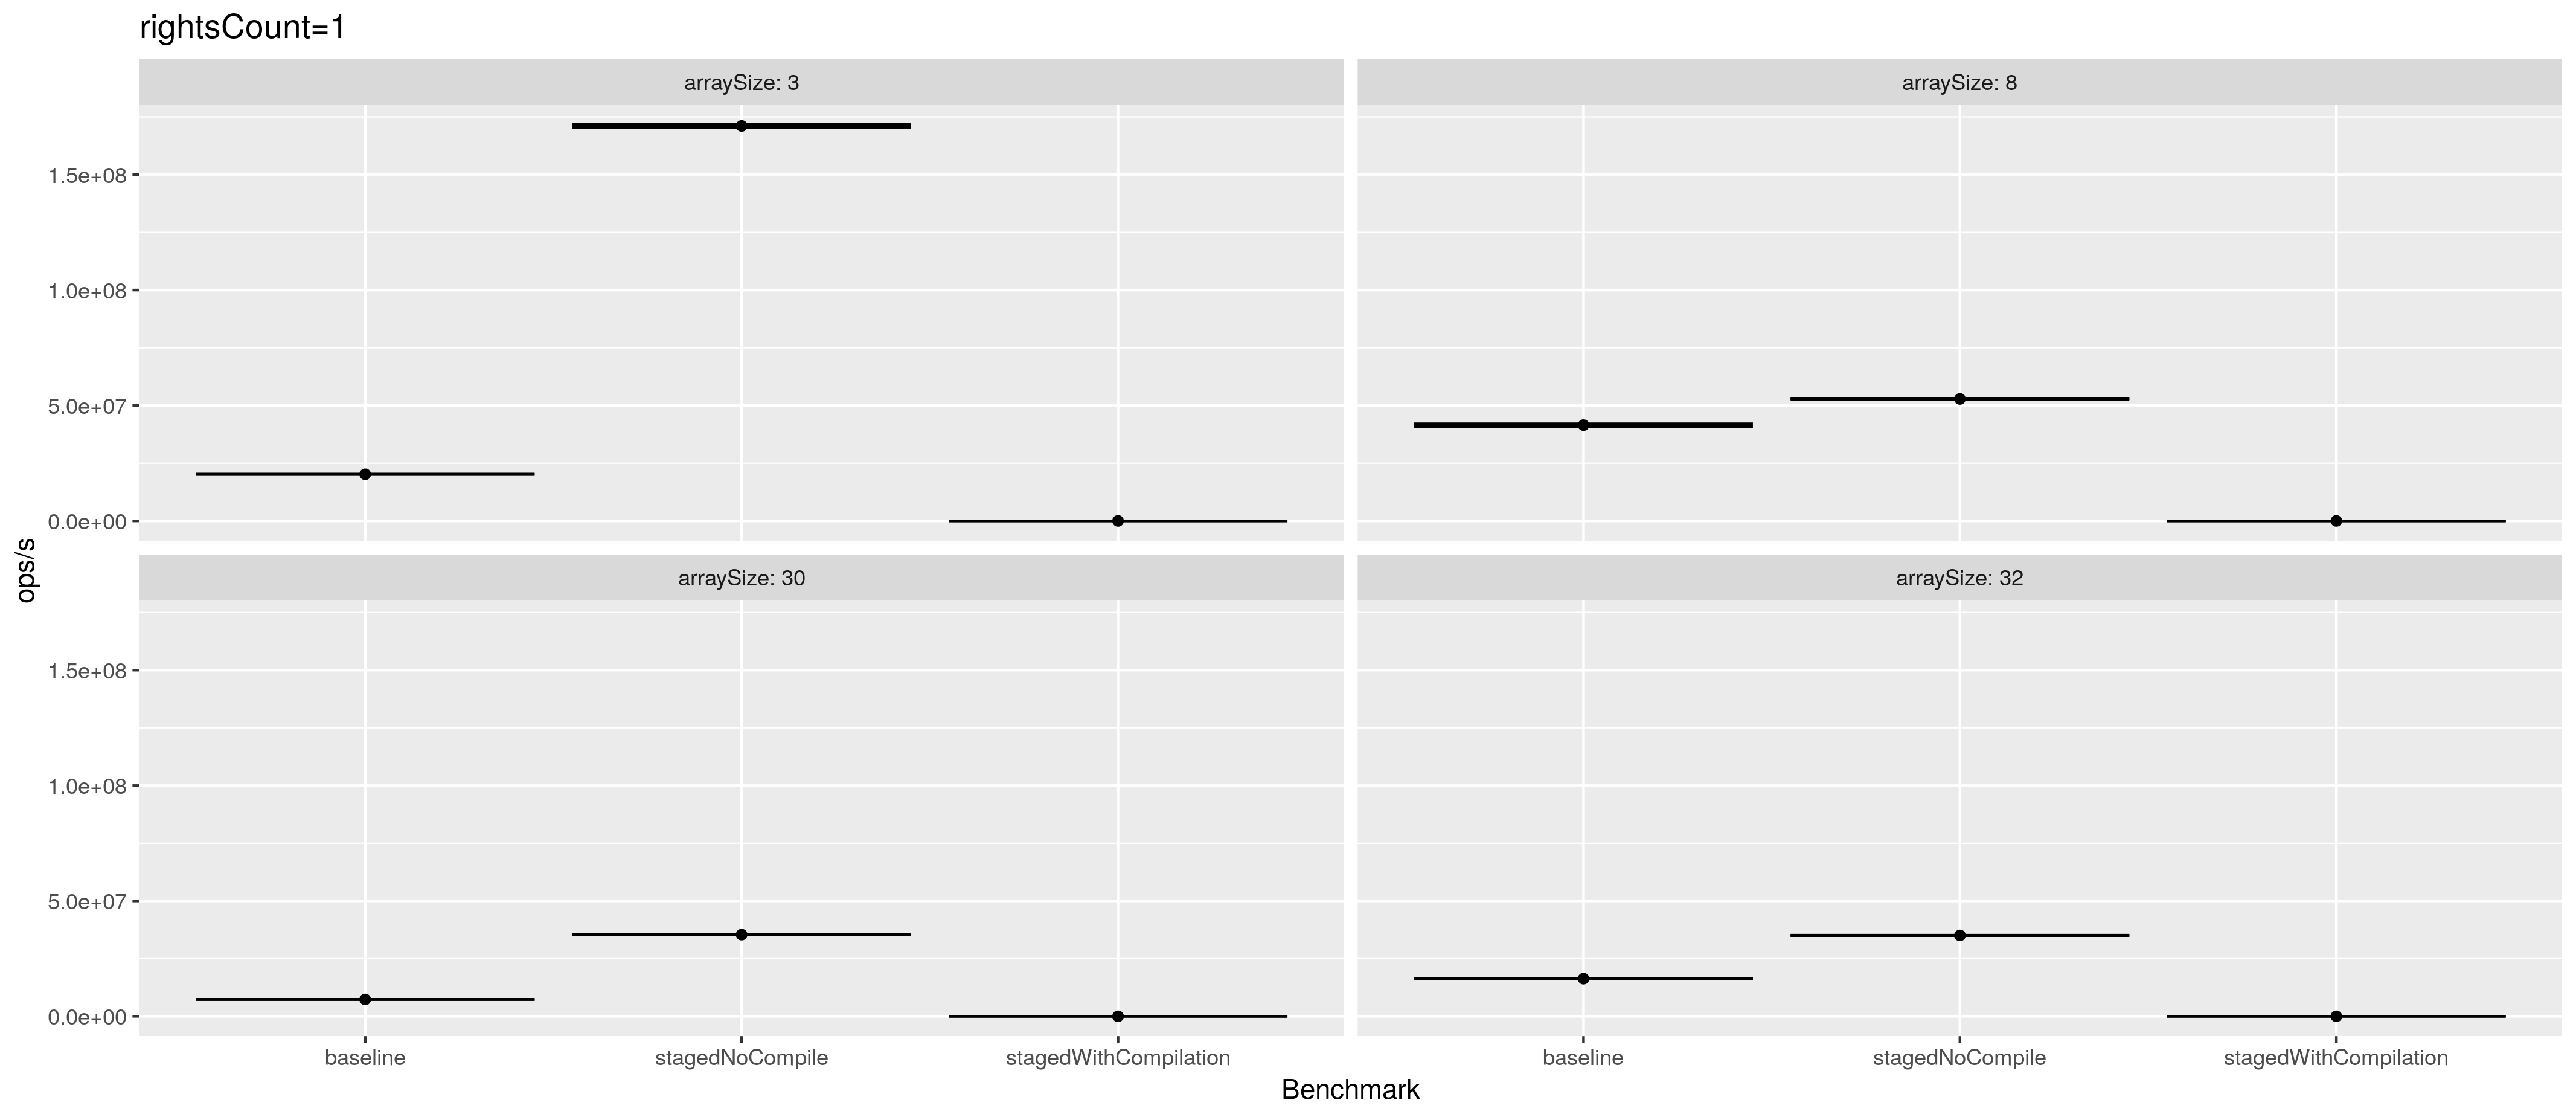 rightsCount=1
arraySize: 3
arraySize: 8
1.5e+08
1.0e+08
5.0e+07
0.0e+00
arraySize: 30
arraySize: 32
1.5e+08
1.0e+08
5.0e+07
0.0e+00
ops/s
baseline stagedNoCompile stagedWithCompilation
baseline stagedNoCompile stagedWithCompilation
Benchmark